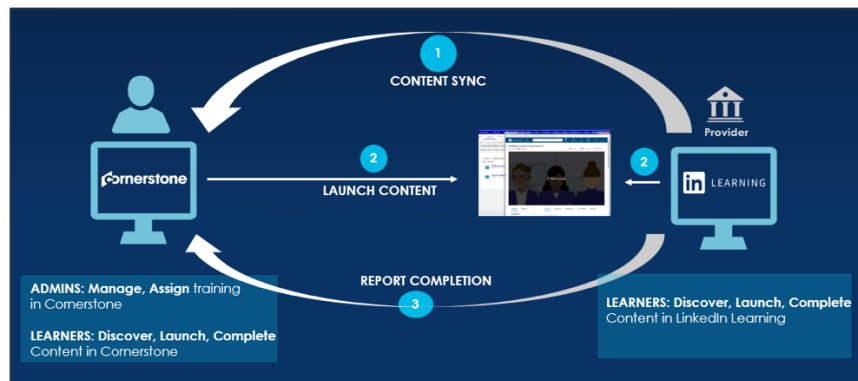 1
CONTENT SYNC
Provider
cornerstone
2
LAUNCH CONTENT
2
in LEARNING
REPORT COMPLETION
3
ADMINS: Manage, Assign training
in Cornerstone
LEARNERS: Discover, Launch, Complete
Content in Cornerstone
LEARNERS: Discover, Launch, Complete
Content in LinkedIn Learning